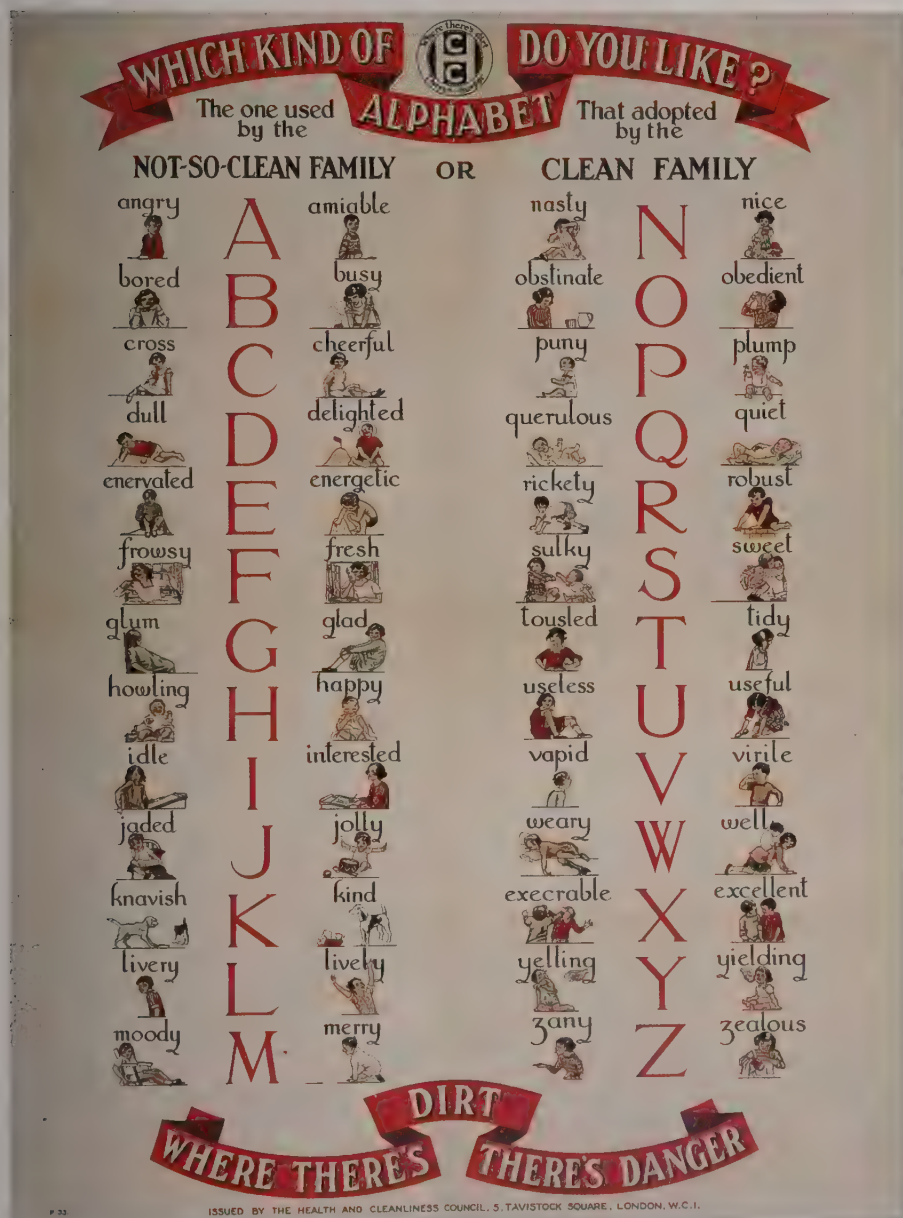 WHICH KIND OF
DO YOU LIKE?
ALPHABET
The one used
by the
That adopted
by the
NOT-SO-CLEAN FAMILY OR CLEAN FAMILY
angry A amiable nasty N nice
bored B busy obstinate O obedient
cross C cheerful puny P plump
dull D delighted querulous Q quiet
enervated E energetic rickety R robust
frowsy F fresh sulky S sweet
glum G glad tousled T tidy
howling H happy useless U useful
idle I interested vapid V virile
jaded J jolly weary W well
knavish K kind execrable X excellent
livery L lively yelling Y yielding
moody M merry zany Z zealous
DIRT
WHERE THERE'S THERE'S DANGER
P 33. ISSUED BY THE HEALTH AND CLEANLINESS COUNCIL, 5, TAVISTOCK SQUARE, LONDON, W.C.1.